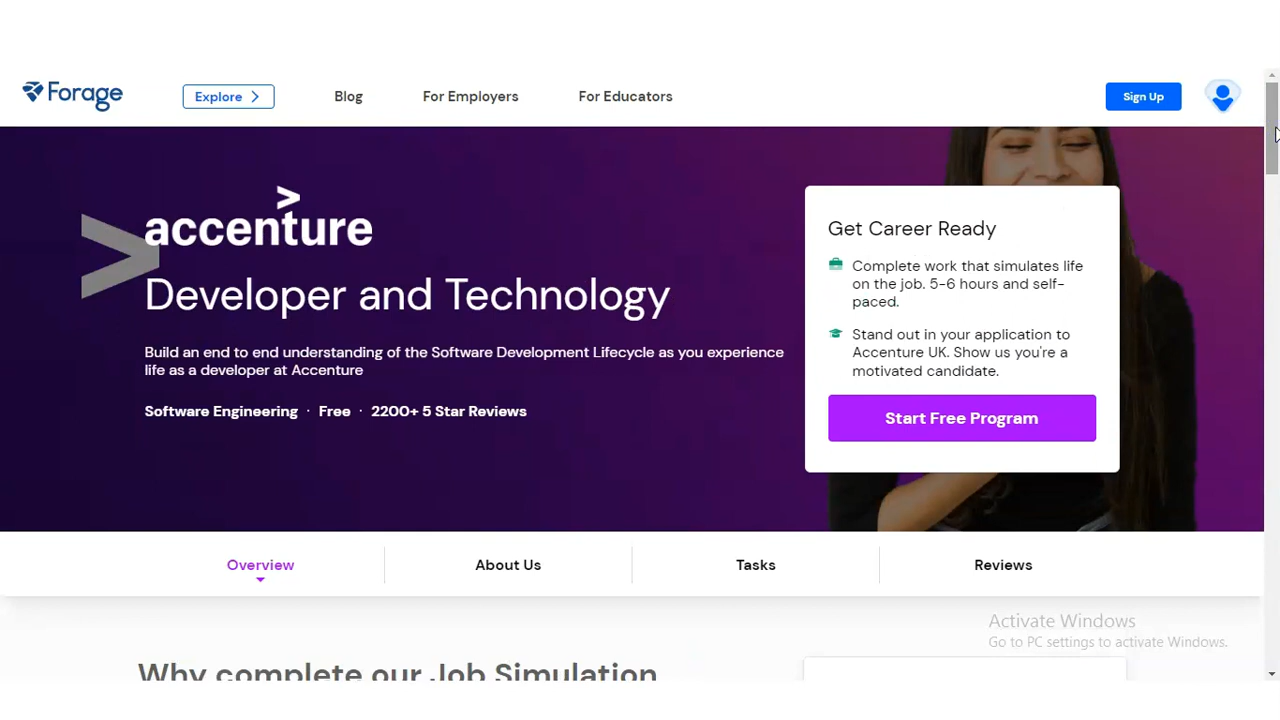 Forage
Explore
Blog
For Employers
For Educators
Sign Up
accenture
Developer and Technology
Build an end to end understanding of the Software Development Lifecycle as you experience
life as a developer at Accenture
Software Engineering · Free · 2200+ 5 Star Reviews
Get Career Ready
Complete work that simulates life
on the job. 5-6 hours and self-
paced.
Stand out in your application to
Accenture UK. Show us you're a
motivated candidate.
Start Free Program
Overview
About Us
Tasks
Reviews
Why complete our Job Simulation
Activate Windows
Go to PC settings to activate Windows.